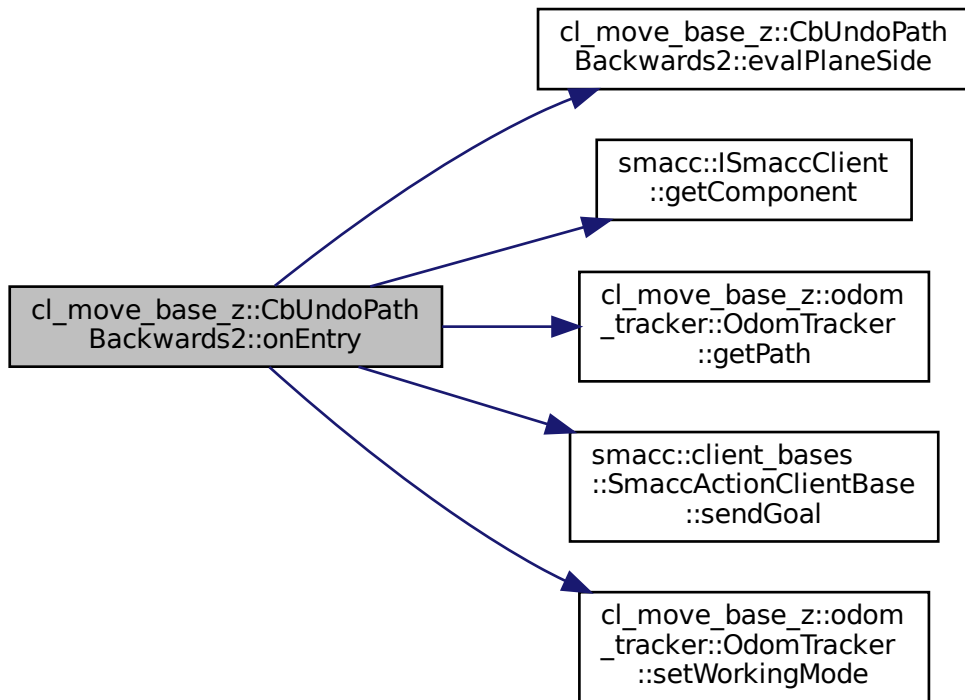 cl_move_base_z::CbUndoPath
Backwards2::evalPlaneSide
smacc::ISmaccClient
::getComponent
cl_move_base_z::CbUndoPath
Backwards2::onEntry
cl_move_base_z::odom
_tracker::OdomTracker
::getPath
smacc::client_bases
::SmaccActionClientBase
::sendGoal
cl_move_base_z::odom
_tracker::OdomTracker
::setWorkingMode